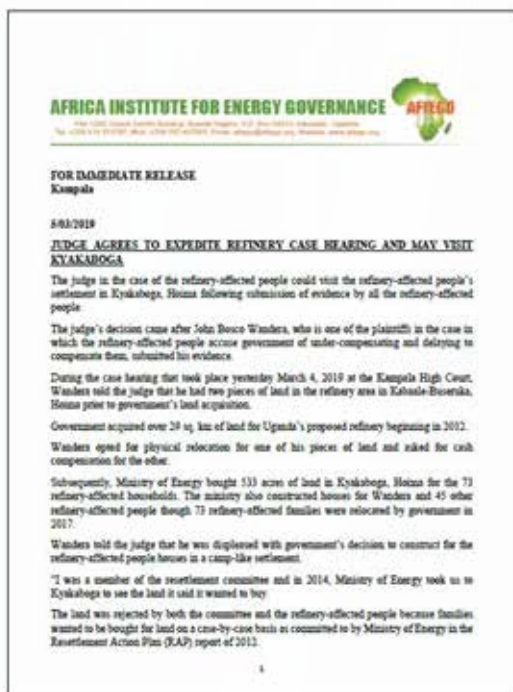 AFRICA INSTITUTE FOR ENERGY GOVERNANCE
AFIEGO
FOR IMMEDIATE RELEASE
Kampala
5/03/2019
JUDGE AGREES TO EXPEDITE REFINERY CASE HEARING AND MAY VISIT
KYAKABOGA
The judge in the case of the refinery-affected people could visit the refinery-affected people's
settlement in Kyakaboga, Hoima following submission of evidence by all the refinery-affected
people.
The judge's decision came after John Bosco Wandera, who is one of the plaintiffs in the case in
which the refinery-affected people accuse government of under-compensating and delaying to
compensate them, submitted his evidence.
During the case hearing that took place yesterday March 4, 2019 at the Kampala High Court,
Wandera told the judge that he had two pieces of land in the refinery area in Kabaale-Buseruka,
Hoima prior to government's land acquisition.
Government acquired over 29 sq. km of land for Uganda's proposed refinery beginning in 2012.
Wandera opted for physical relocation for one of his pieces of land and asked for cash
compensation for the other.
Subsequently, Ministry of Energy bought 533 acres of land in Kyakaboga, Hoima for the 73
refinery-affected households. The ministry also constructed houses for Wandera and 45 other
refinery-affected people though 73 refinery-affected families were relocated by government in
2017.
Wandera told the judge that he was displeased with government's decision to construct for the
refinery-affected people houses in a camp-like settlement.
"I was a member of the resettlement committee and in 2014, Ministry of Energy took us to
Kyakaboga to see the land it said it wanted to buy.
The land was rejected by both the committee and the refinery-affected people because families
wanted to be bought for land on a case-by-case basis as committed to by Ministry of Energy in the
Resettlement Action Plan (RAP) report of 2012.
1